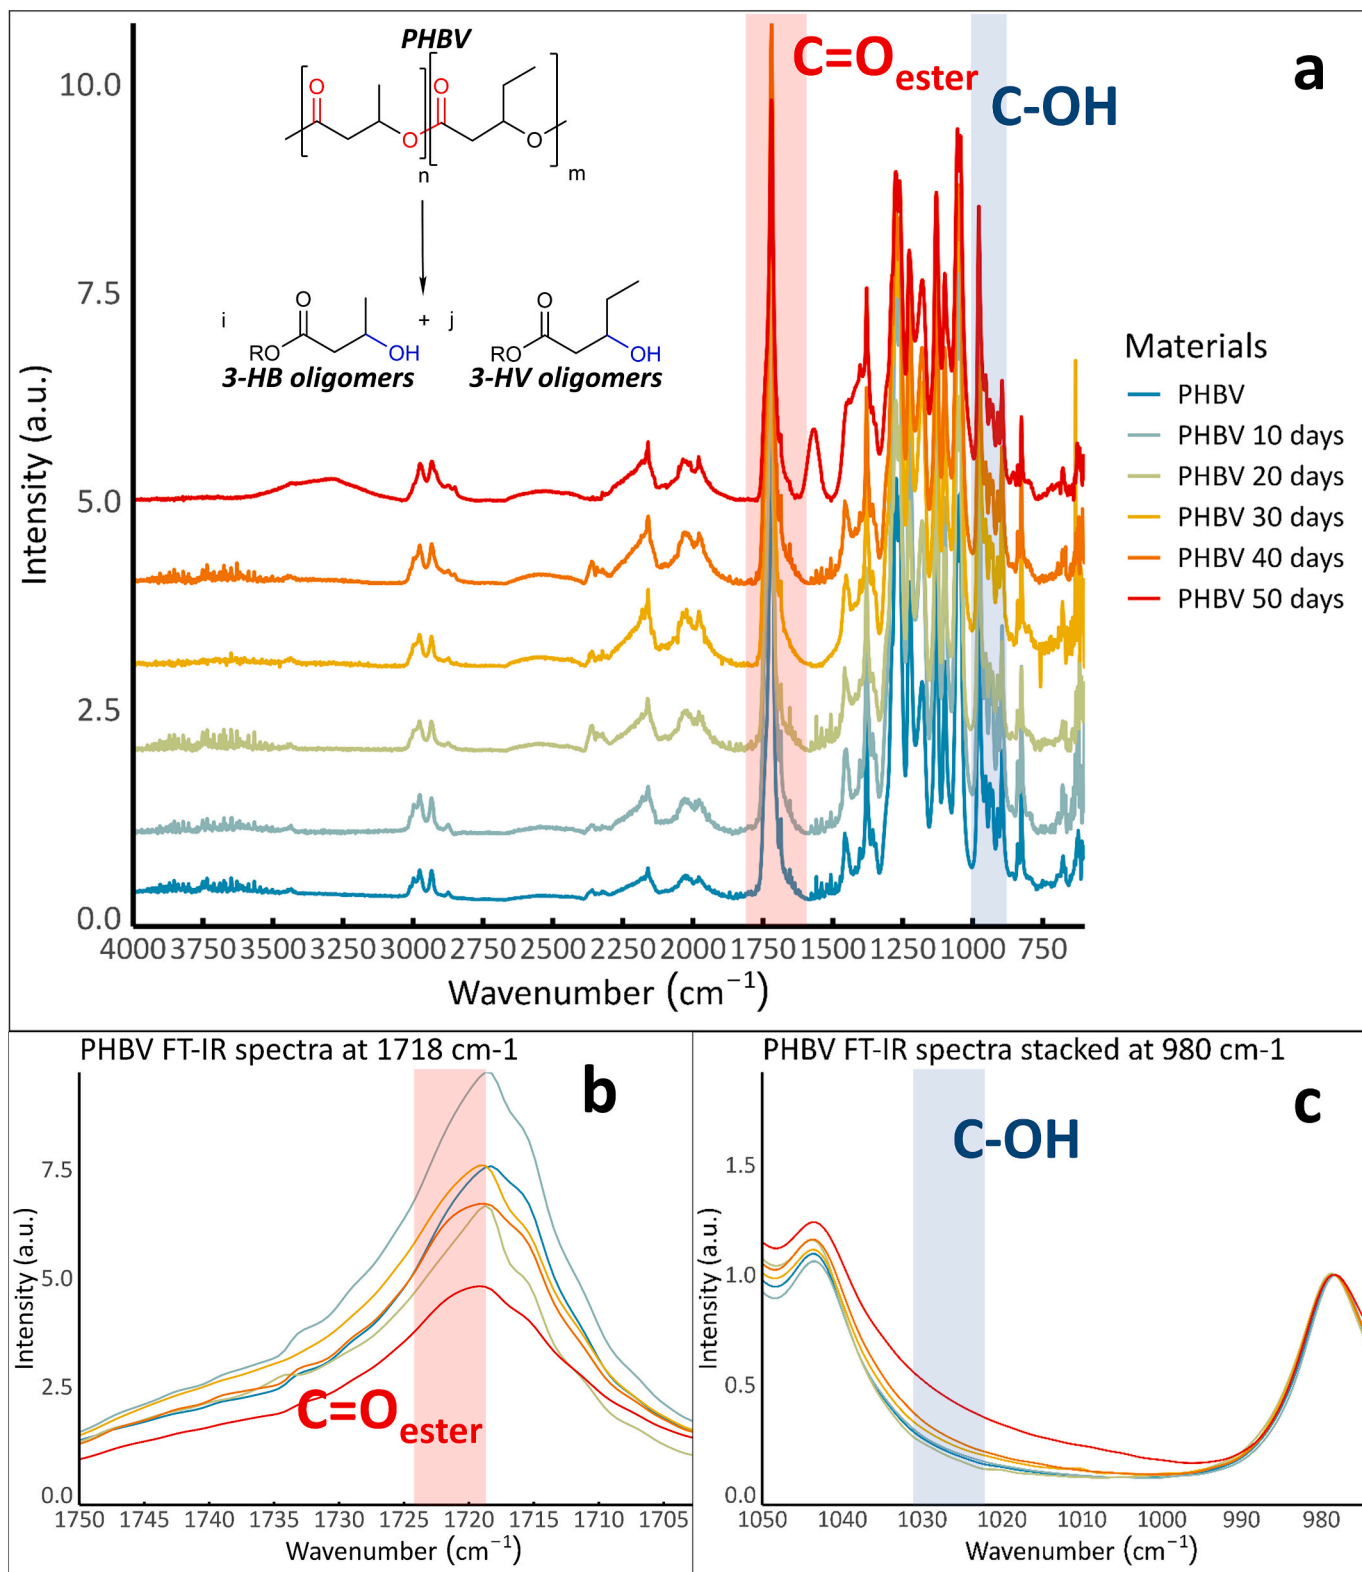 a
PHBV
C=Oester
C-OH
O
O
O
O
n
m
i
O
RO
OH
+
j
O
RO
OH
3-HB oligomers
3-HV oligomers
Intensity (a.u.)
10.0
7.5
5.0
2.5
0.0
4000 3750 3500 3250 3000 2750 2500 2250 2000 1750 1500 1250 1000 750
Wavenumber (cm−1)
Materials
PHBV
PHBV 10 days
PHBV 20 days
PHBV 30 days
PHBV 40 days
PHBV 50 days
PHBV FT-IR spectra at 1718 cm-1
b
Intensity (a.u.)
7.5
5.0
2.5
0.0
C=Oester
1750 1745 1740 1735 1730 1725 1720 1715 1710 1705
Wavenumber (cm−1)
PHBV FT-IR spectra stacked at 980 cm-1
c
C-OH
Intensity (a.u.)
1.5
1.0
0.5
0.0
1050 1040 1030 1020 1010 1000 990 980
Wavenumber (cm−1)